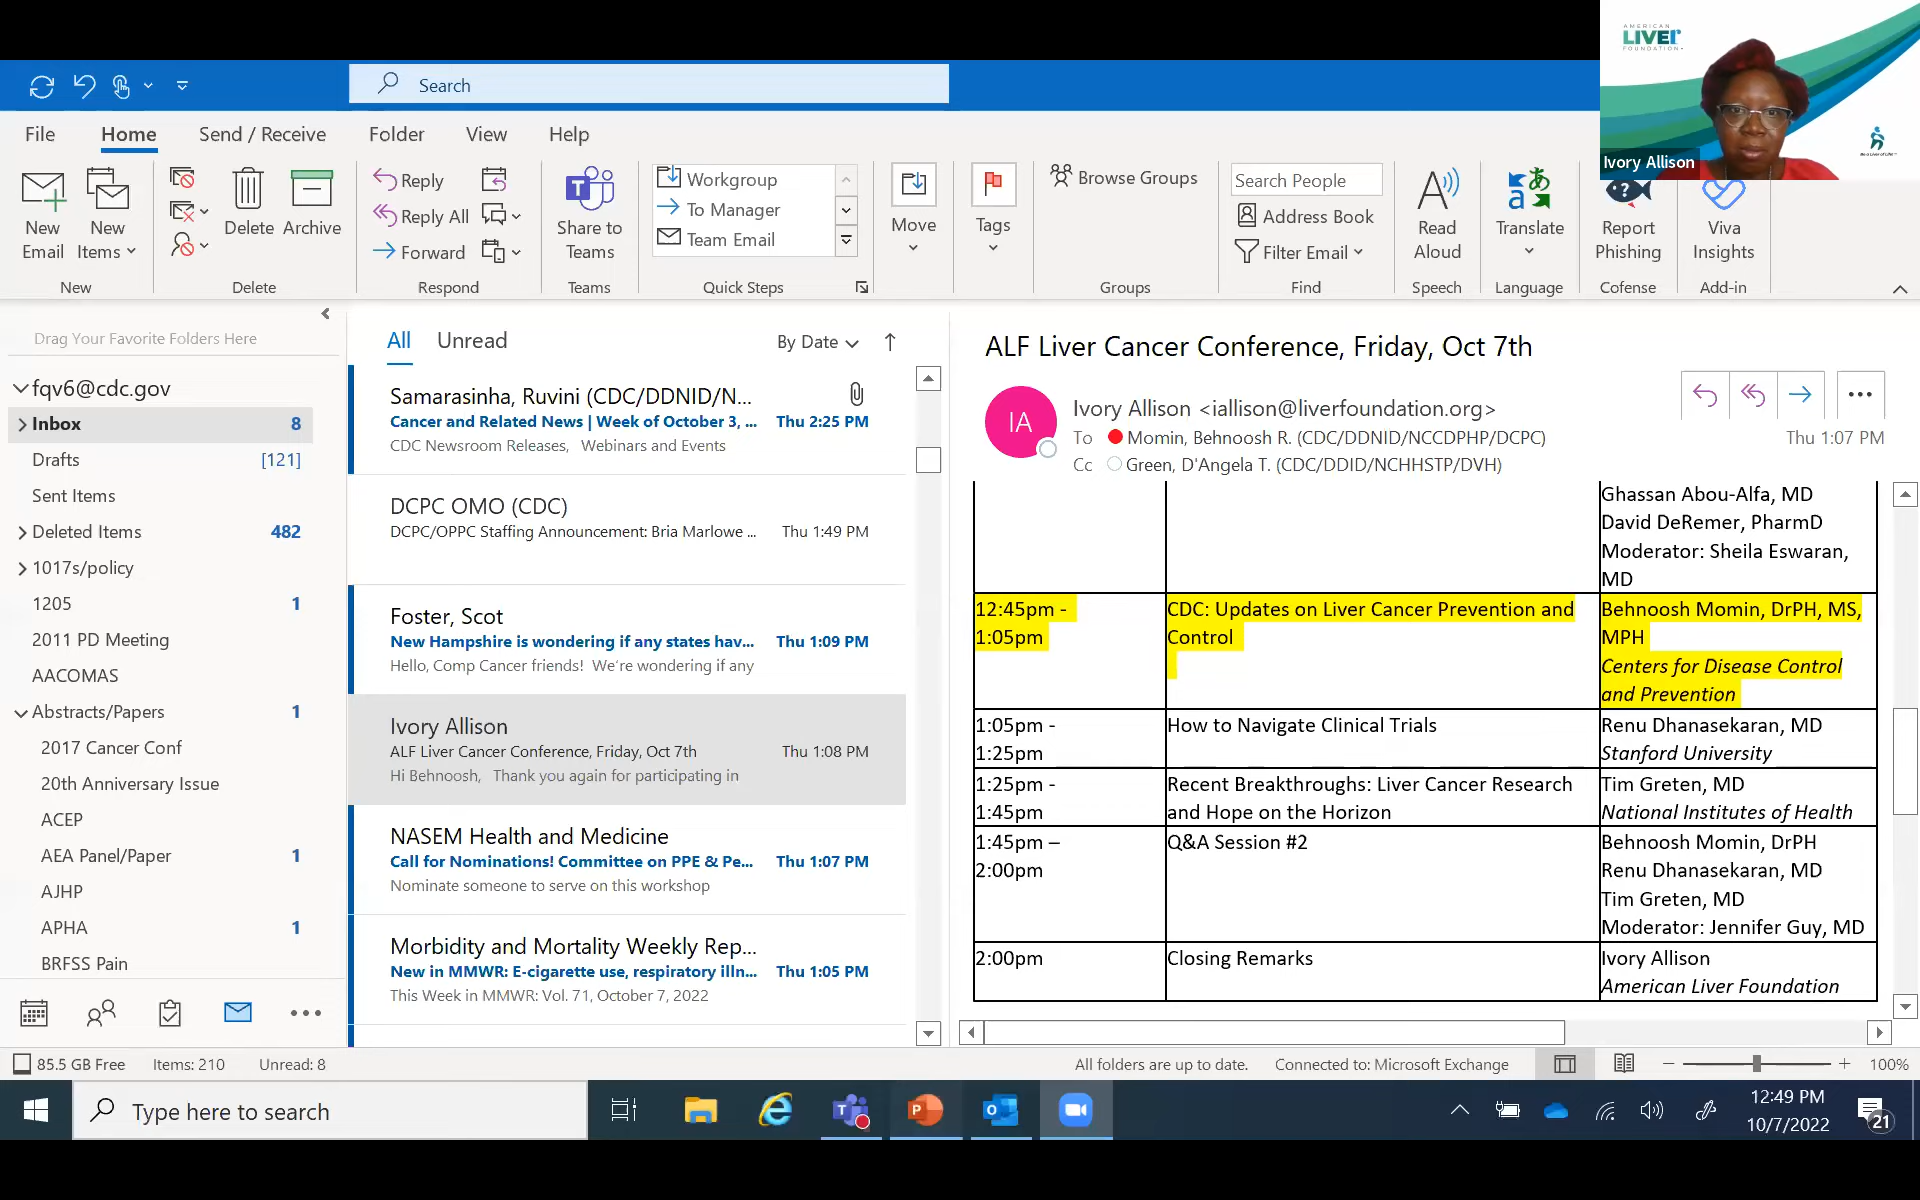 AMERICAN
LIVER
FOUNDATION
Be a Liver of Life
Ivory Allison
Search
File
Home
Send / Receive
Folder
View
Help
New
Email
New
Items
New
Delete
Archive
Delete
Reply
Reply All
Forward
Respond
Share to
Teams
Teams
Workgroup
To Manager
Team Email
Quick Steps
Move
Tags
Browse Groups
Groups
Search People
Address Book
Filter Email
Find
Read
Aloud
Speech
Translate
Language
Report
Phishing
Cofense
Viva
Insights
Add-in
Drag Your Favorite Folders Here
fqv6@cdc.gov
Inbox 8
Drafts [121]
Sent Items
Deleted Items 482
1017s/policy
1205 1
2011 PD Meeting
AACOMAS
Abstracts/Papers 1
2017 Cancer Conf
20th Anniversary Issue
ACEP
AEA Panel/Paper 1
AJHP
APHA 1
BRFSS Pain
All Unread By Date
Samarasinha, Ruvini (CDC/DDNID/N...
Cancer and Related News | Week of October 3, ... Thu 2:25 PM
CDC Newsroom Releases, Webinars and Events
DCPC OMO (CDC)
DCPC/OPPC Staffing Announcement: Bria Marlowe ... Thu 1:49 PM
Foster, Scot
New Hampshire is wondering if any states hav... Thu 1:09 PM
Hello, Comp Cancer friends! We're wondering if any
Ivory Allison
ALF Liver Cancer Conference, Friday, Oct 7th Thu 1:08 PM
Hi Behnoosh, Thank you again for participating in
NASEM Health and Medicine
Call for Nominations! Committee on PPE & Pe... Thu 1:07 PM
Nominate someone to serve on this workshop
Morbidity and Mortality Weekly Rep...
New in MMWR: E-cigarette use, respiratory illn... Thu 1:05 PM
This Week in MMWR: Vol. 71, October 7, 2022
ALF Liver Cancer Conference, Friday, Oct 7th
IA
Ivory Allison <iallison@liverfoundation.org>
To Momin, Behnoosh R. (CDC/DDNID/NCCDPHP/DCPC)
Cc Green, D'Angela T. (CDC/DDID/NCHHSTP/DVH)
Thu 1:07 PM
Ghassan Abou-Alfa, MD
David DeRemer, PharmD
Moderator: Sheila Eswaran,
MD
12:45pm -
1:05pm
CDC: Updates on Liver Cancer Prevention and
Control
Behnoosh Momin, DrPH, MS,
MPH
Centers for Disease Control
and Prevention
1:05pm -
1:25pm
How to Navigate Clinical Trials
Renu Dhanasekaran, MD
Stanford University
1:25pm -
1:45pm
Recent Breakthroughs: Liver Cancer Research
and Hope on the Horizon
Tim Greten, MD
National Institutes of Health
1:45pm –
2:00pm
Q&A Session #2
Behnoosh Momin, DrPH
Renu Dhanasekaran, MD
Tim Greten, MD
Moderator: Jennifer Guy, MD
2:00pm
Closing Remarks
Ivory Allison
American Liver Foundation
85.5 GB Free Items: 210 Unread: 8
All folders are up to date. Connected to: Microsoft Exchange 100%
Type here to search
12:49 PM
10/7/2022
21